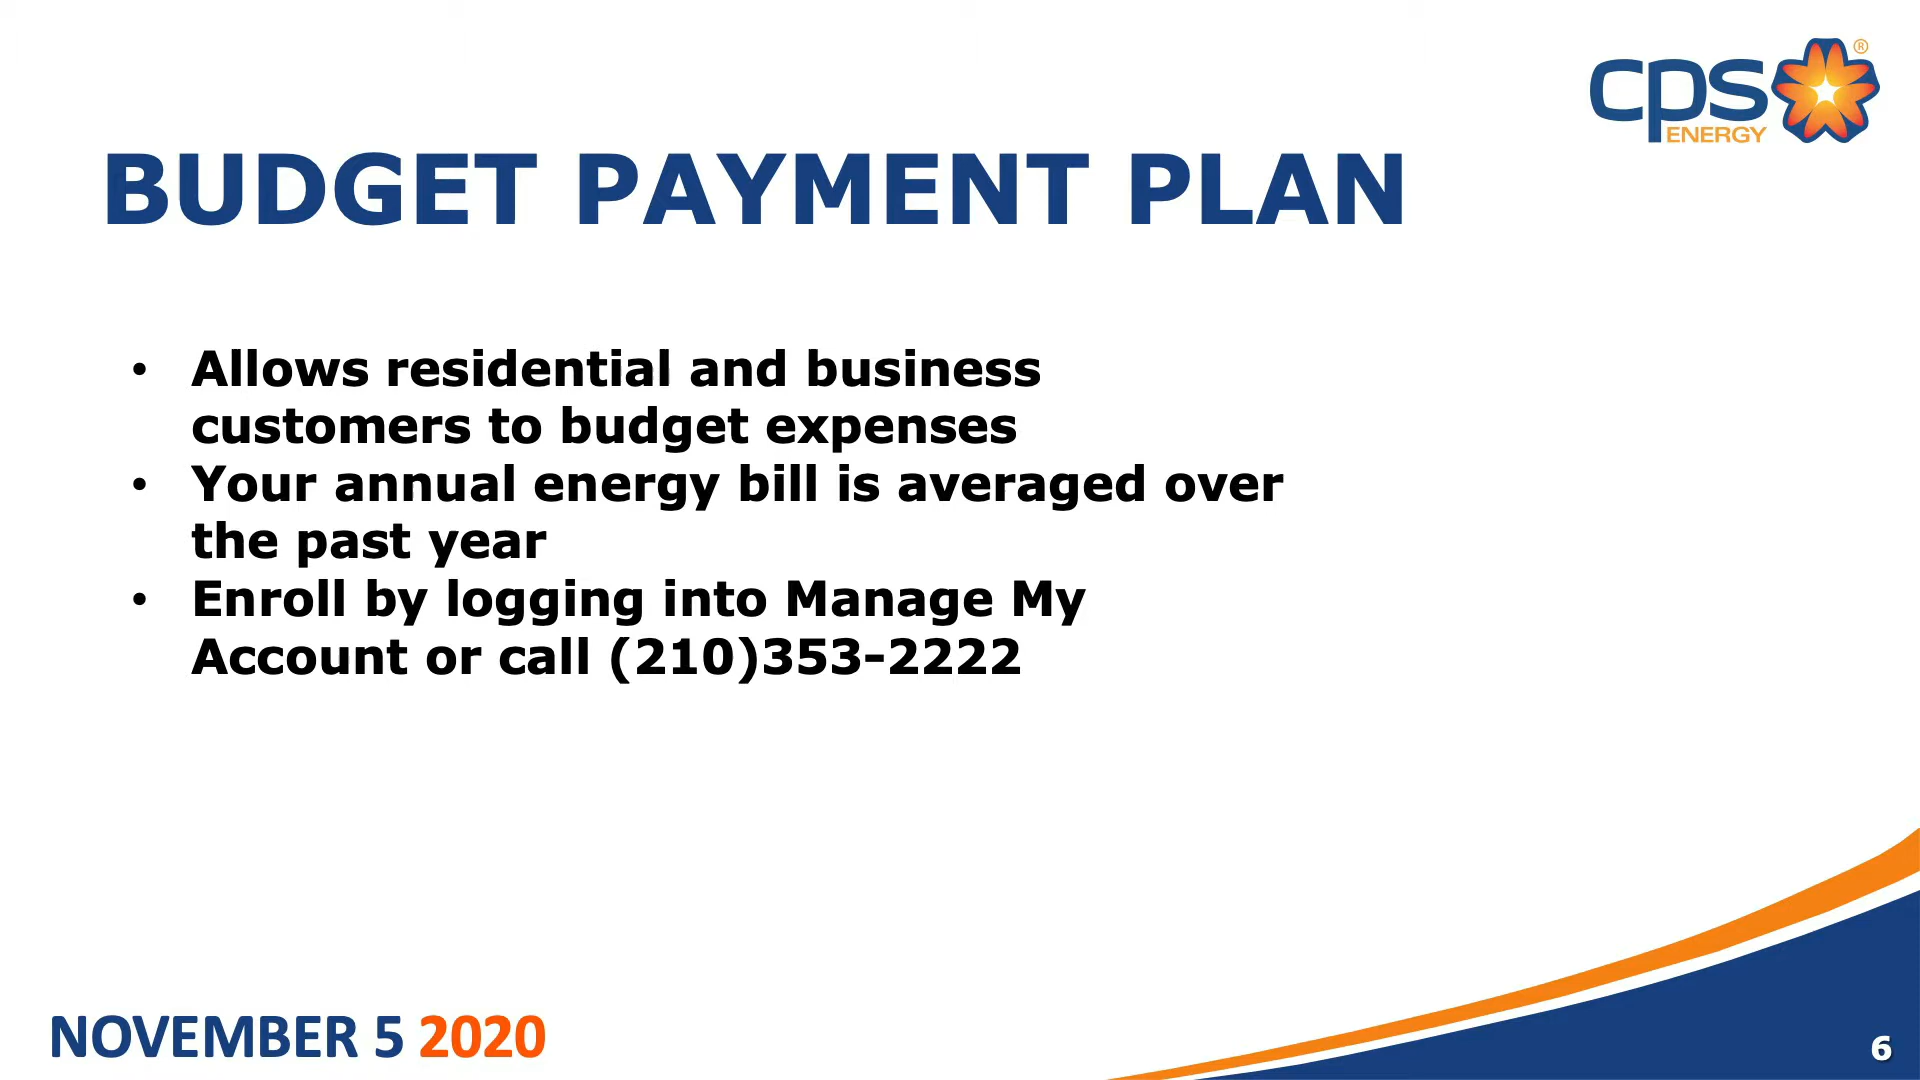 cps
ENERGY
®
BUDGET PAYMENT PLAN
• Allows residential and business
customers to budget expenses
• Your annual energy bill is averaged over
the past year
• Enroll by logging into Manage My
Account or call (210)353-2222
NOVEMBER 5 2020
6